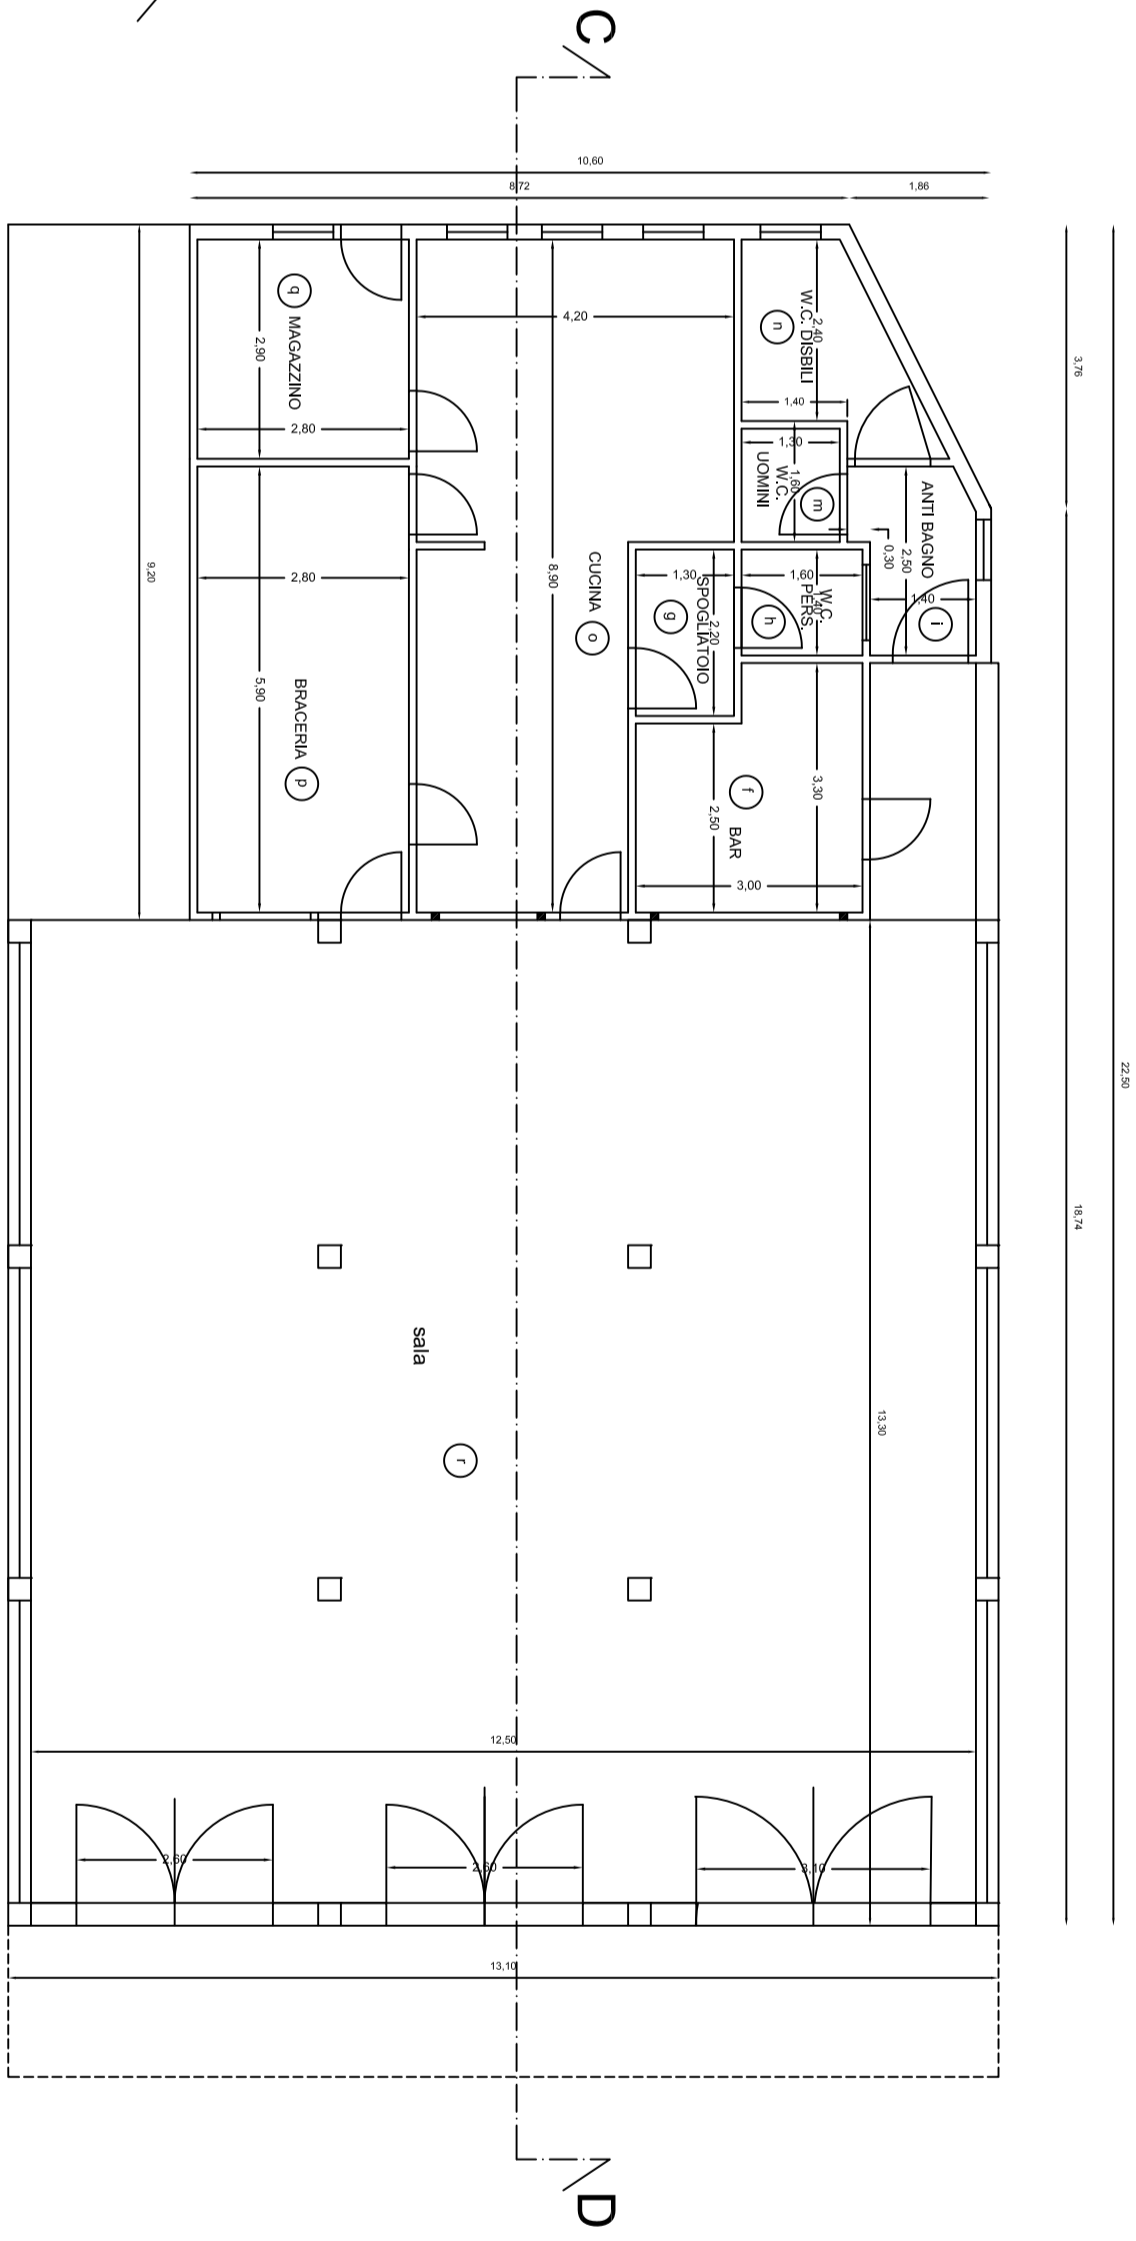 C
10,60
8,72
1,86
3,76
22,50
18,74
9,20
q MAGAZZINO
2,90
2,80
4,20
n
W.C. DISBILI
2,40
1,40
1,30
W.C.
UOMINI
1,60
m
ANTI BAGNO
2,50
0,30
1,40
i
W.C.
PERS.
1,60
1,40
h
SPOGLIATOIO
1,30
2,20
g
CUCINA o
8,90
2,80
5,90
BRACERIA p
f BAR
3,30
2,50
3,00
sala
r
13,30
12,50
2,60
2,60
3,10
13,10
D